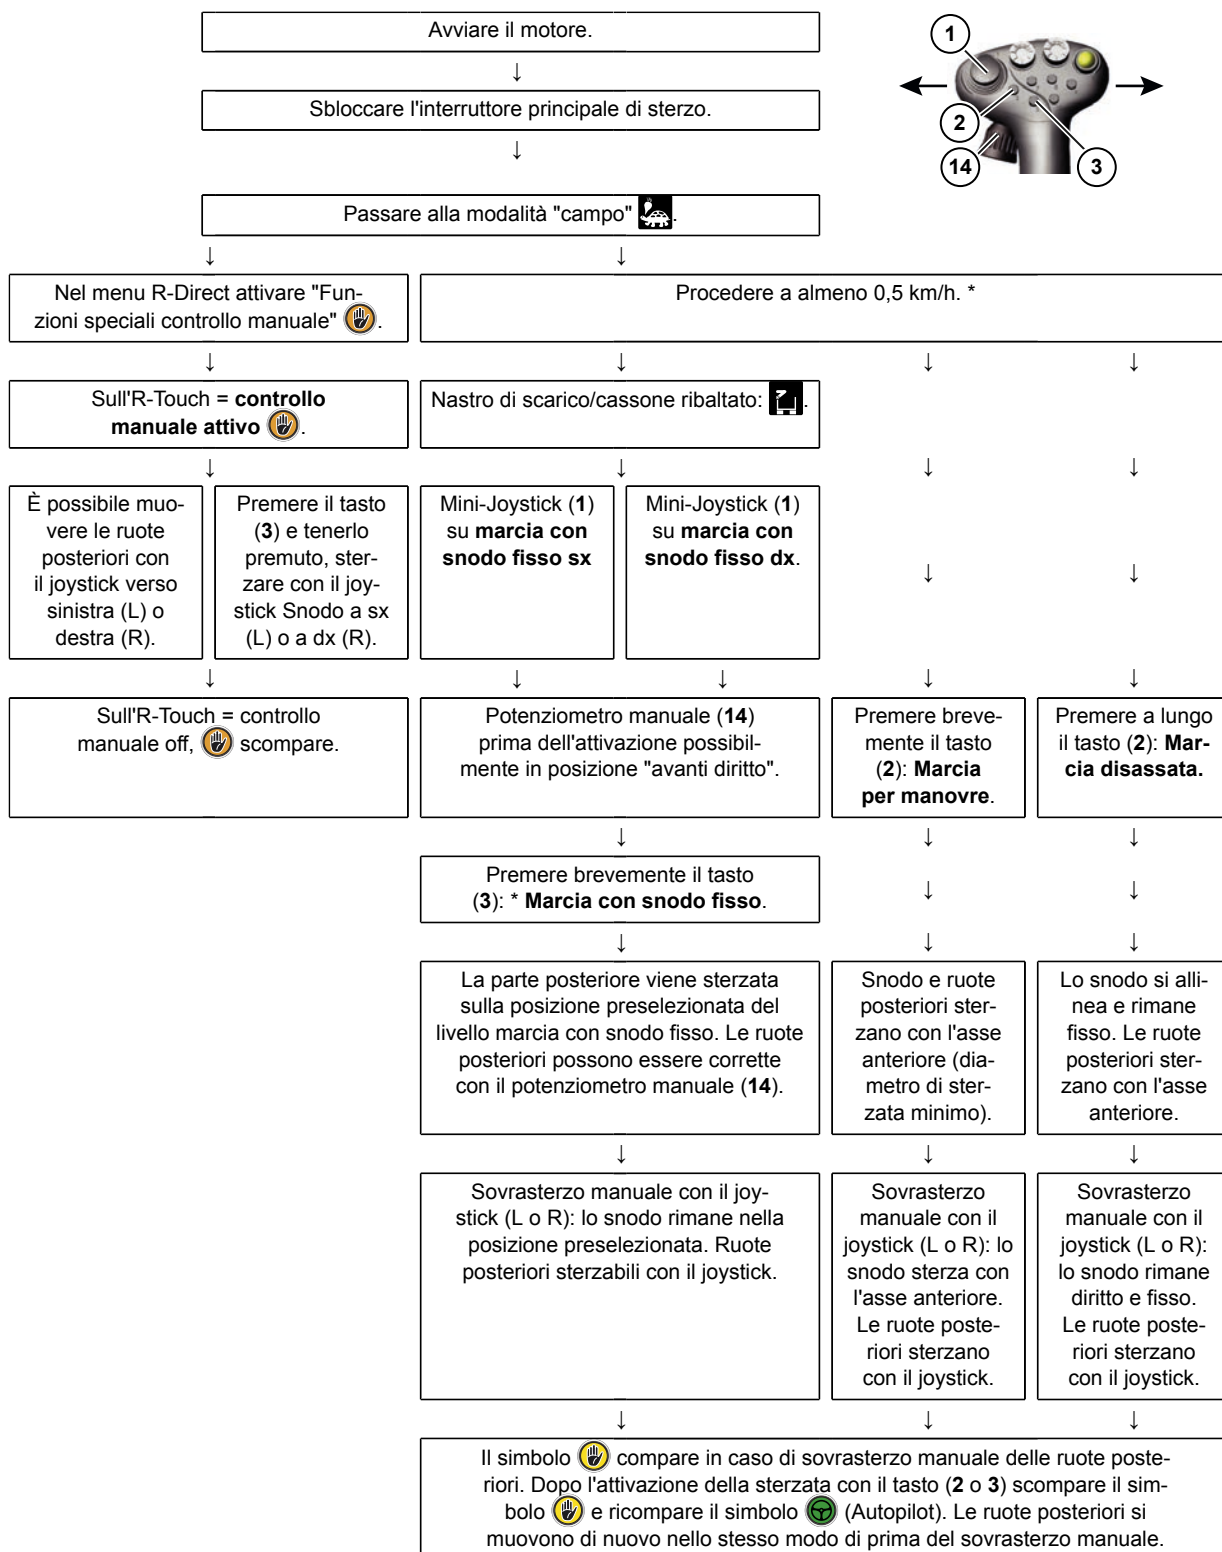 Avviare il motore.
1
↓
Sbloccare l'interruttore principale di sterzo.
2
↓
14
3
Passare alla modalità "campo" .
↓ ↓
Nel menu R-Direct attivare "Fun-
zioni speciali controllo manuale" .
Procedere a almeno 0,5 km/h. *
↓ ↓ ↓ ↓
Sull'R-Touch = controllo
manuale attivo .
Nastro di scarico/cassone ribaltato: .
↓ ↓ ↓ ↓
È possibile muo-
vere le ruote
posteriori con
il joystick verso
sinistra (L) o
destra (R).
Premere il tasto
(3) e tenerlo
premuto, ster-
zare con il joy-
stick Snodo a sx
(L) o a dx (R).
Mini-Joystick (1)
su marcia con
snodo fisso sx
Mini-Joystick (1)
su marcia con
snodo fisso dx.
↓ ↓
↓ ↓ ↓ ↓ ↓
Sull'R-Touch = controllo
manuale off, scompare.
Potenziometro manuale (14)
prima dell'attivazione possibil-
mente in posizione "avanti diritto".
Premere breve-
mente il tasto
(2): Marcia
per manovre.
Premere a lungo
il tasto (2): Mar-
cia disassata.
↓ ↓ ↓
Premere brevemente il tasto
(3): * Marcia con snodo fisso.
↓ ↓
↓ ↓ ↓
La parte posteriore viene sterzata
sulla posizione preselezionata del
livello marcia con snodo fisso. Le ruote
posteriori possono essere corrette
con il potenziometro manuale (14).
Snodo e ruote
posteriori ster-
zano con l'asse
anteriore (dia-
metro di ster-
zata minimo).
Lo snodo si alli-
nea e rimane
fisso. Le ruote
posteriori ster-
zano con l'asse
anteriore.
↓ ↓ ↓
Sovrasterzo manuale con il joy-
stick (L o R): lo snodo rimane nella
posizione preselezionata. Ruote
posteriori sterzabili con il joystick.
Sovrasterzo
manuale con il
joystick (L o R): lo
snodo sterza con
l'asse anteriore.
Le ruote poste-
riori sterzano
con il joystick.
Sovrasterzo
manuale con il
joystick (L o R):
lo snodo rimane
diritto e fisso.
Le ruote poste-
riori sterzano
con il joystick.
↓ ↓ ↓
Il simbolo compare in caso di sovrasterzo manuale delle ruote poste-
riori. Dopo l'attivazione della sterzata con il tasto (2 o 3) scompare il sim-
bolo e ricompare il simbolo (Autopilot). Le ruote posteriori si
muovono di nuovo nello stesso modo di prima del sovrasterzo manuale.